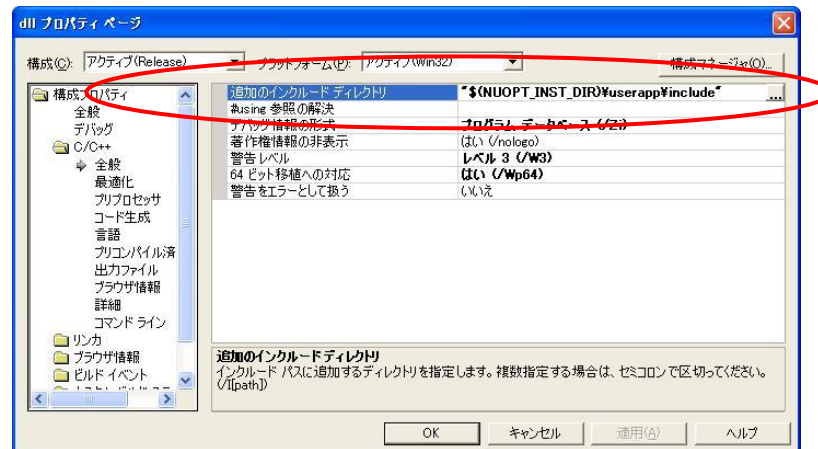 dll プロパティ ページ
構成(C): アクティブ(Release) プラットフォーム(P): アクティブ(Win32) 構成マネージャ(O)...
構成プロパティ
全般
デバッグ
C/C++
全般
最適化
プリプロセッサ
コード生成
言語
プリコンパイル済
出力ファイル
ブラウザ情報
詳細
コマンド ライン
リンカ
ブラウザ情報
ビルド イベント
追加のインクルード ディレクトリ "$(NUOPT_INST_DIR)¥userapp¥include" ...
#using 参照の解決
デバッグ情報の形式 プログラム データベース (/Zi)
著作権情報の非表示 はい (/nologo)
警告レベル レベル 3 (/W3)
64 ビット移植への対応 はい (/Wp64)
警告をエラーとして扱う いいえ
追加のインクルード ディレクトリ
インクルード パスに追加するディレクトリを指定します。複数指定する場合は、セミコロンで区切ってください。
(/I[path])
OK キャンセル 適用(A) ヘルプ